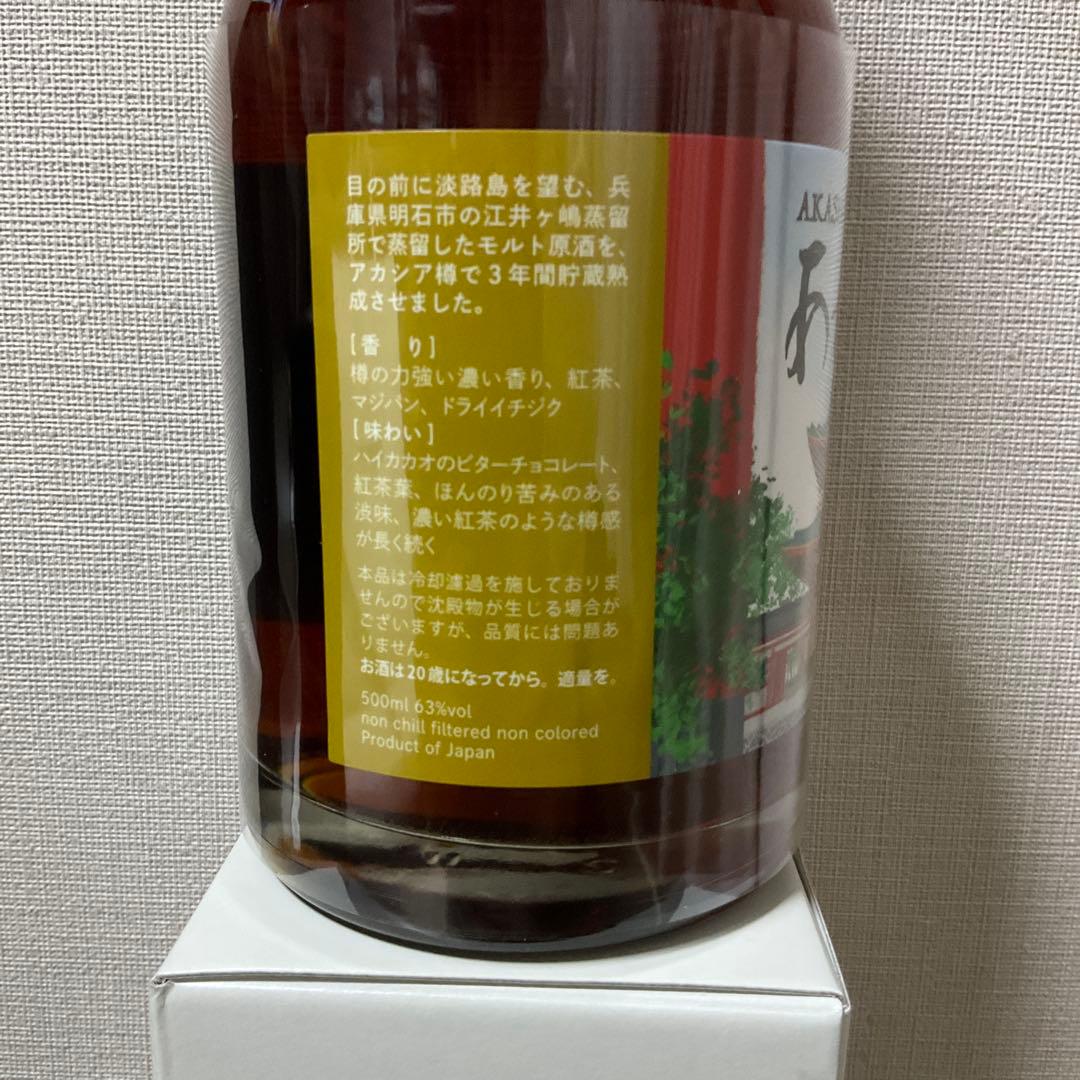 目の前に淡路島を望む、兵
庫県明石市の江井ヶ嶋蒸留
所で蒸留したモルト原酒を、
アカシア樽で3年間貯蔵熟
成させました。
[香　り]
樽の力強い濃い香り、紅茶、
マジパン、ドライイチジク
[味わい]
ハイカカオのビターチョコレート、
紅茶葉、ほんのり苦みのある
渋味、濃い紅茶のような樽感
が長く続く
本品は冷却濾過を施しておりま
せんので沈殿物が生じる場合が
ございますが、品質には問題あ
りません。
お酒は20歳になってから。適量を。
500ml 63%vol
non chill filtered non colored
Product of Japan
AKAS